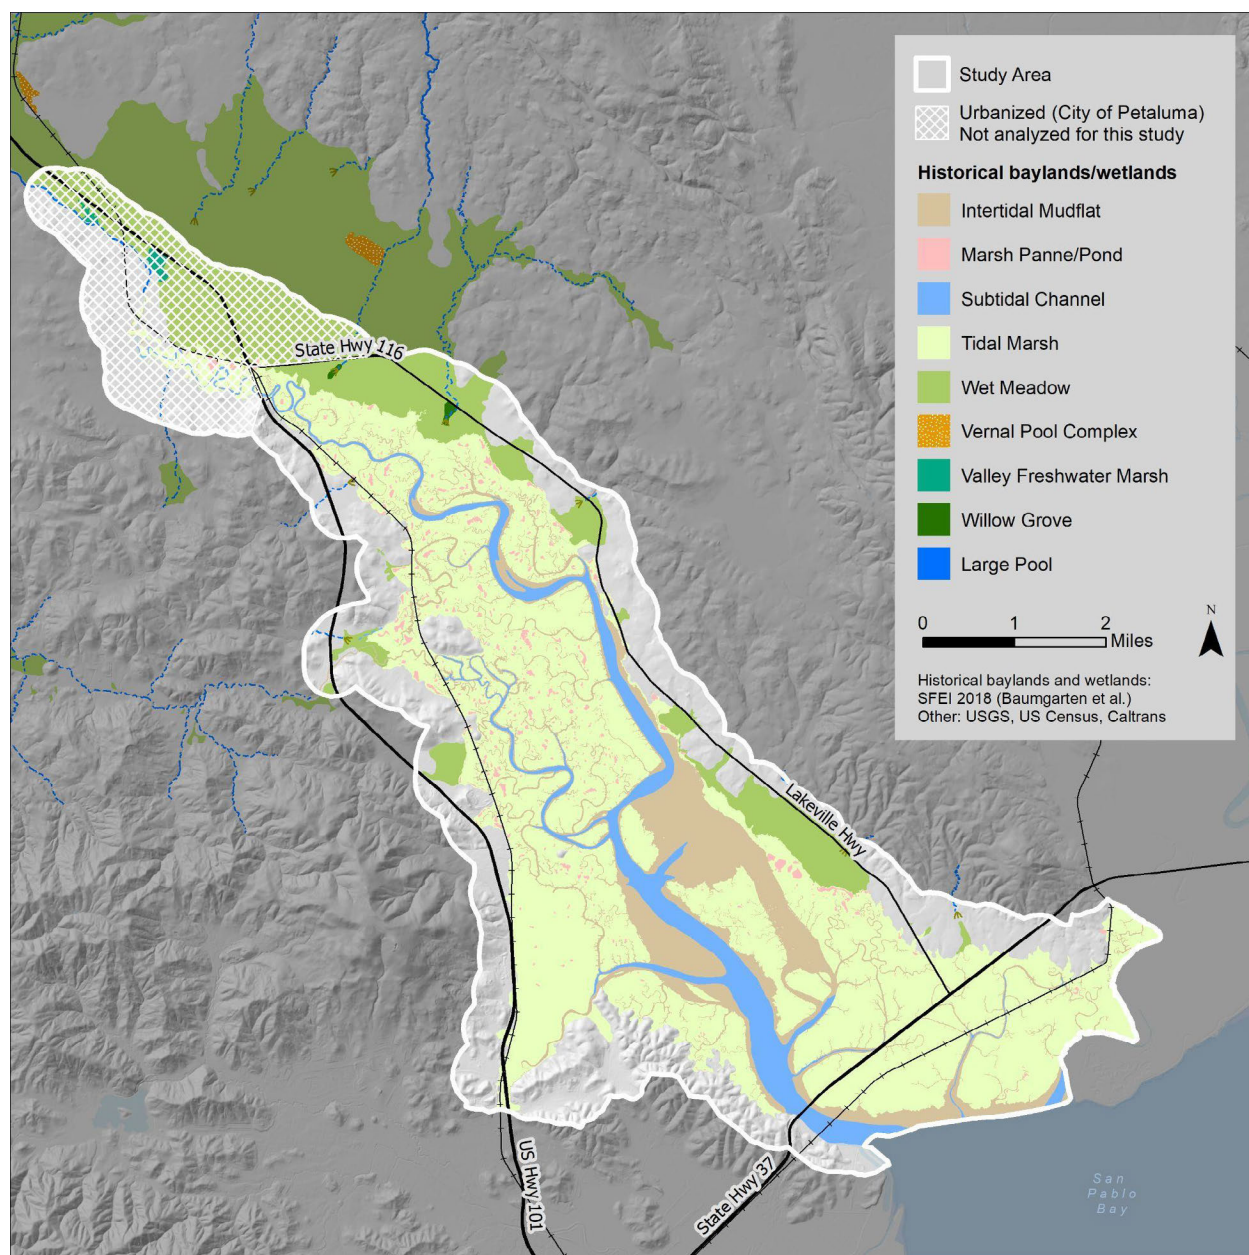 Study Area
Urbanized (City of Petaluma)
Not analyzed for this study
Historical baylands/wetlands
Intertidal Mudflat
Marsh Panne/Pond
Subtidal Channel
Tidal Marsh
Wet Meadow
Vernal Pool Complex
Valley Freshwater Marsh
Willow Grove
Large Pool
N
0 1 2
Miles
Historical baylands and wetlands:
SFEI 2018 (Baumgarten et al.)
Other: USGS, US Census, Caltrans
State Hwy 116
Lakeville Hwy
US Hwy 101
State Hwy 37
San
Pablo
Bay